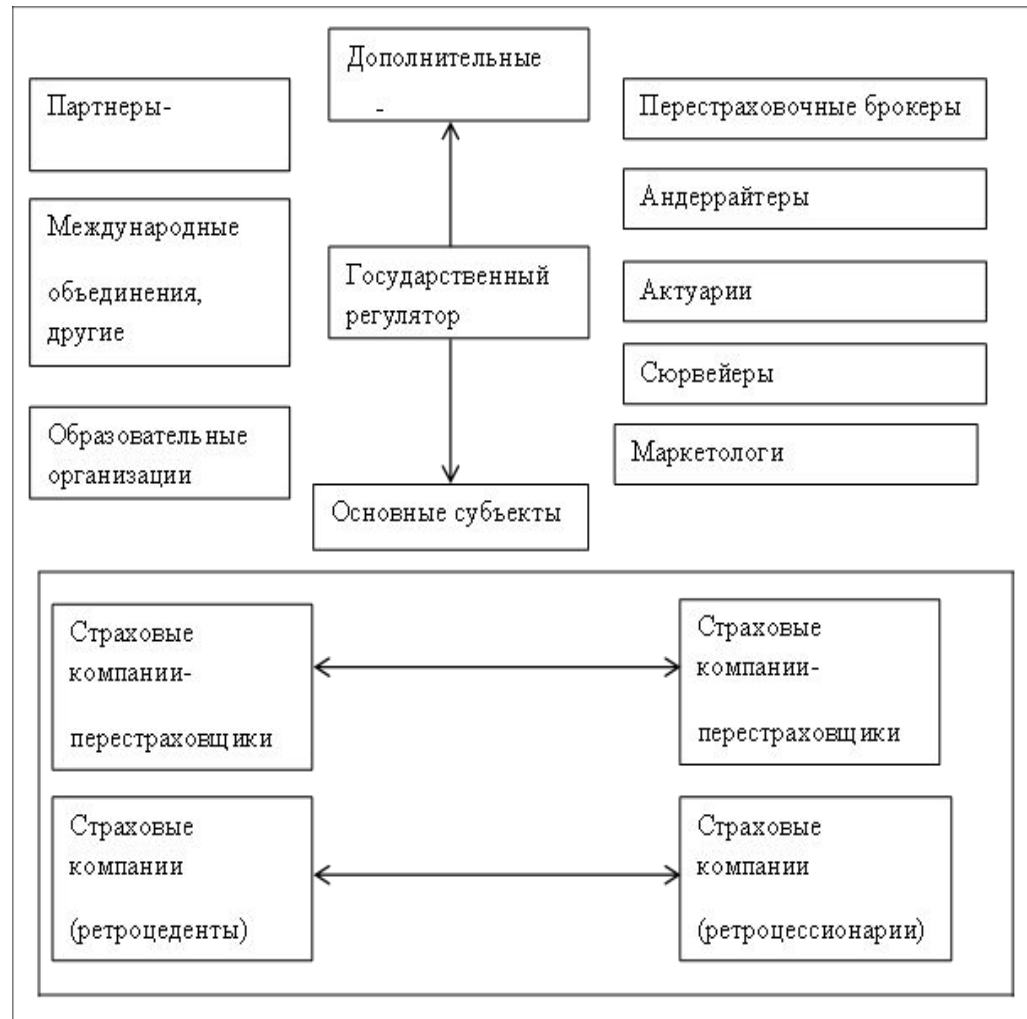 Дополнительные
-
Партнеры-
Международные
объединения,
другие
Образовательные
организации
Государственный
регулятор
Основные субъекты
Перестраховочные брокеры
Андеррайтеры
Актуарии
Сюрвейеры
Маркетологи
Страховые
компании-
перестраховщики
Страховые
компании-
перестраховщики
Страховые
компании
(ретроцеденты)
Страховые
компании
(ретроцессионарии)